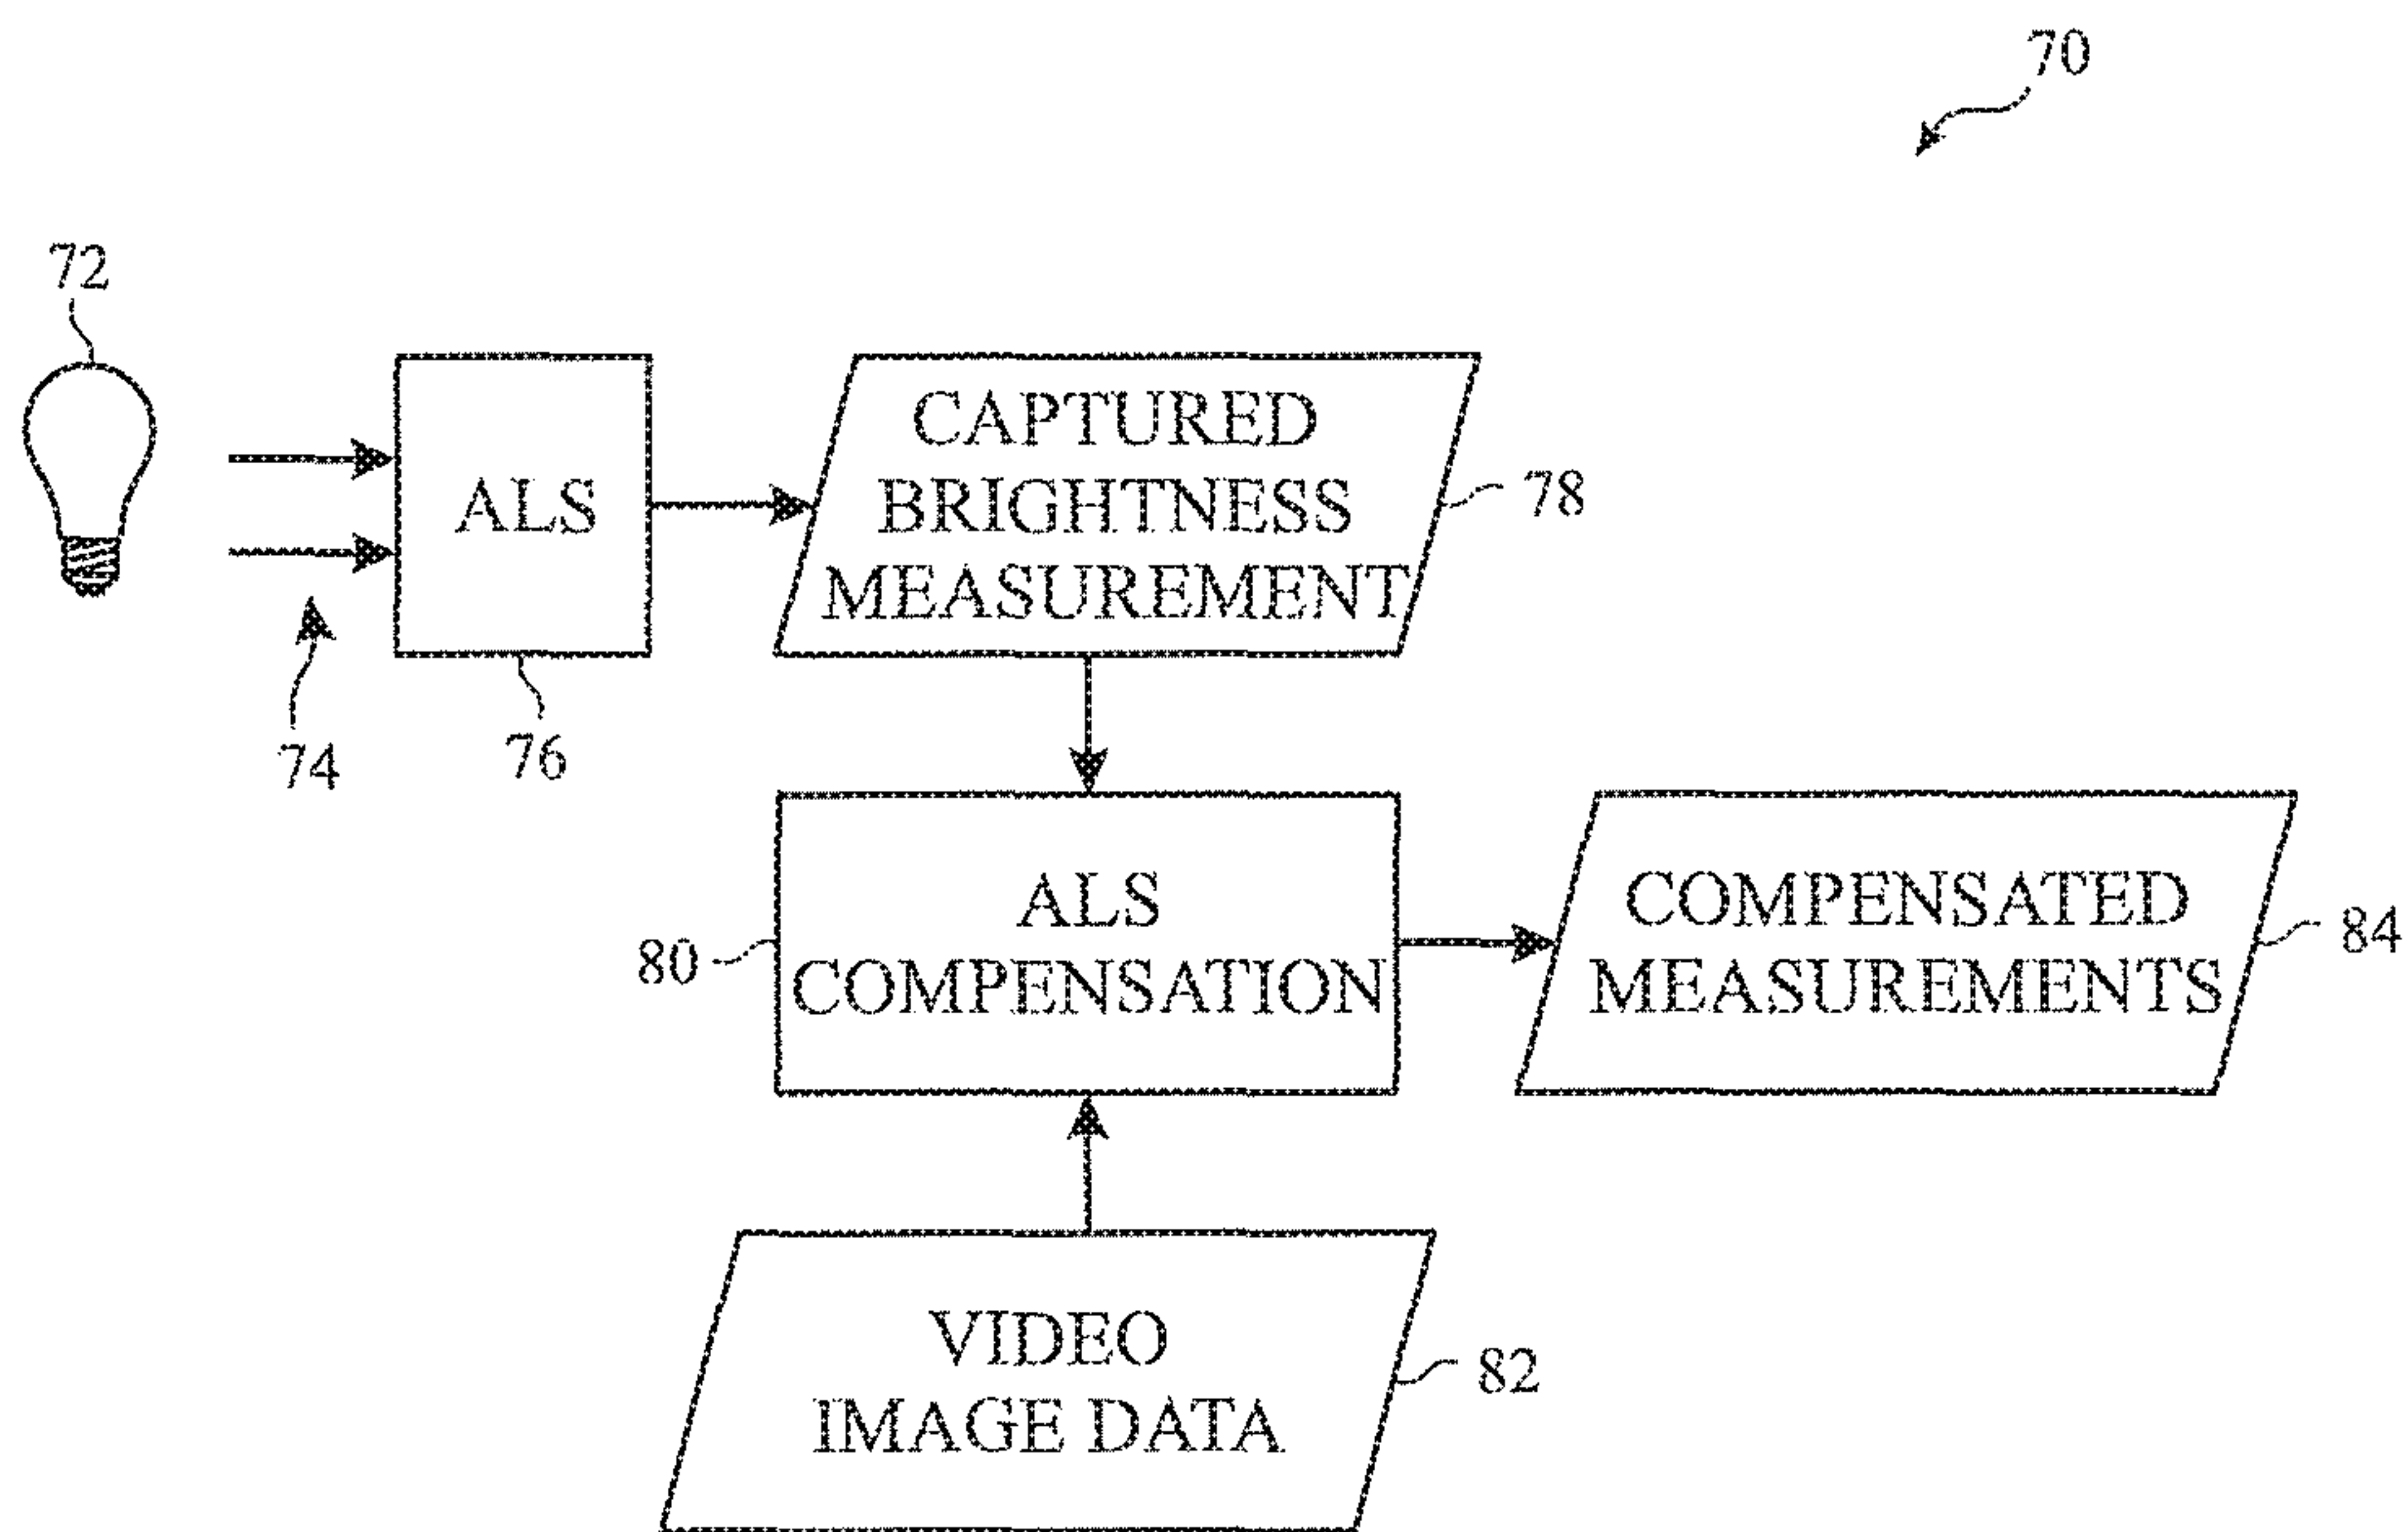 70
72
ALS
CAPTURED
BRIGHTNESS
MEASUREMENT
78
74
76
80
ALS
COMPENSATION
COMPENSATED
MEASUREMENTS
84
VIDEO
IMAGE DATA
82